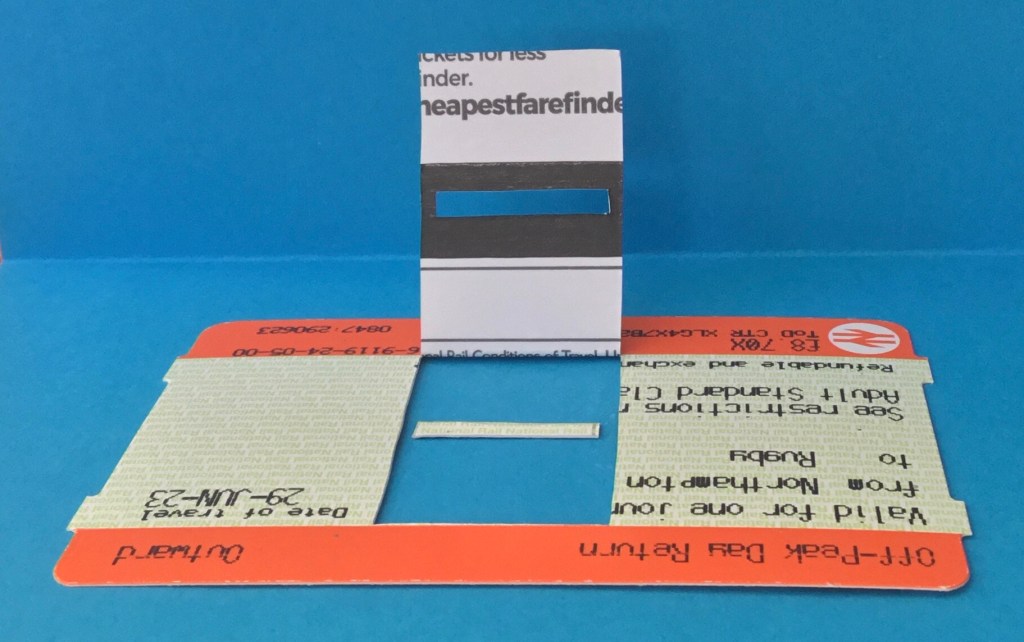 ckets for less
inder.
heapestfarefinde
Rail Conditions of Travel.
Off-Peak Day Return Outward
Valid for one jour Date of travel
from Northampton 29-JUN-23
to Rugby
See restrictions
Adult Standard Cla
Refundable and exchan
£8.70X 6-9119-24-05-00
ToD CTR XLG4X7B2 0847 290623